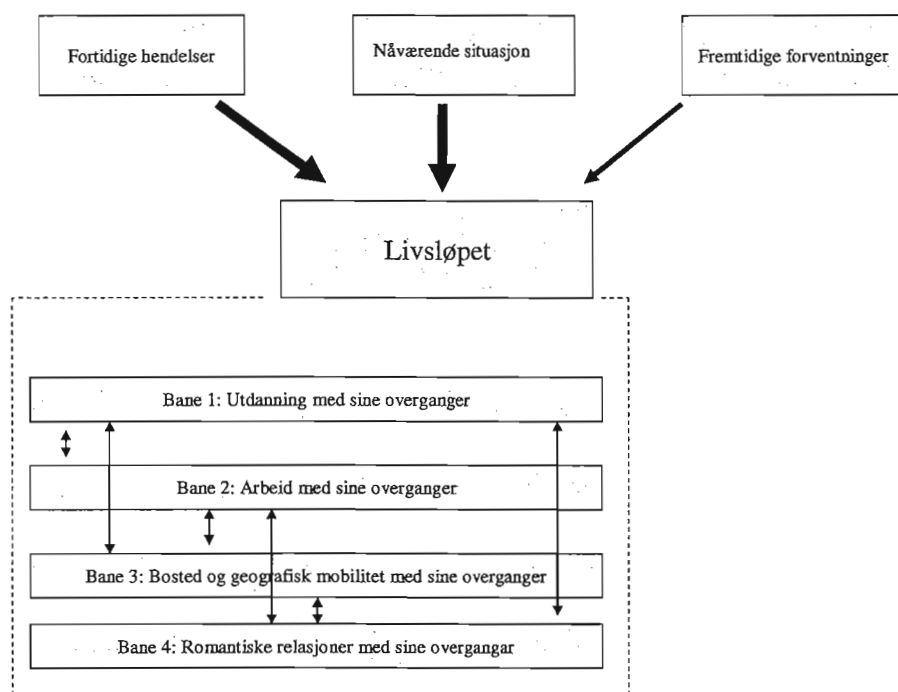 Fortidige hendelser
Nåværende situasjon
Fremtidige forventninger
Livsløpet
Bane 1: Utdanning med sine overganger
Bane 2: Arbeid med sine overganger
Bane 3: Bosted og geografisk mobilitet med sine overganger
Bane 4: Romantiske relasjoner med sine overgangar